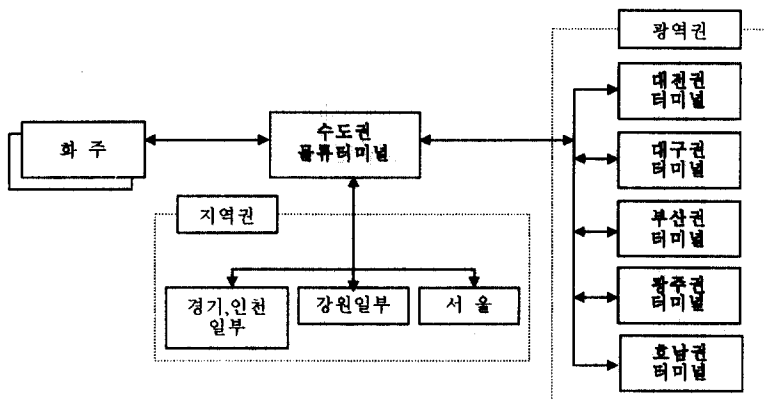 광역권
대전권
터미널
화 주
수도권
물류터미널
대구권
터미널
지역권
부산권
터미널
경기,인천
일부
강원일부
서 울
광주권
터미널
호남권
터미널